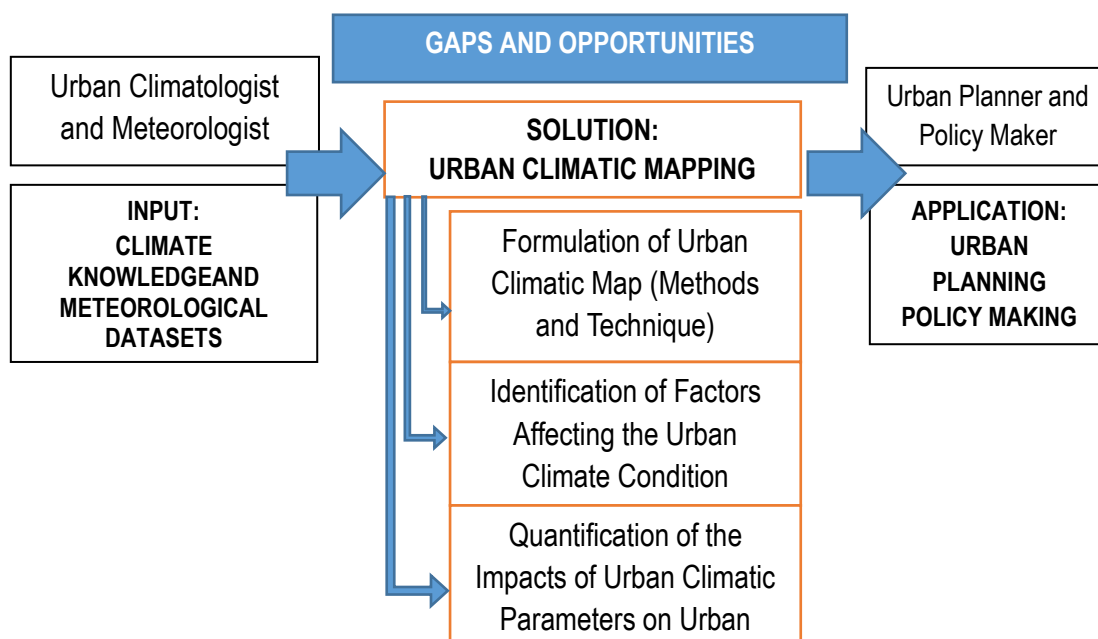 GAPS AND OPPORTUNITIES
Urban Climatologist
and Meteorologist
INPUT:
CLIMATE
KNOWLEDGEAND
METEOROLOGICAL
DATASETS
SOLUTION:
URBAN CLIMATIC MAPPING
Formulation of Urban
Climatic Map (Methods
and Technique)
Identification of Factors
Affecting the Urban
Climate Condition
Quantification of the
Impacts of Urban Climatic
Parameters on Urban
Urban Planner and
Policy Maker
APPLICATION:
URBAN
PLANNING
POLICY MAKING